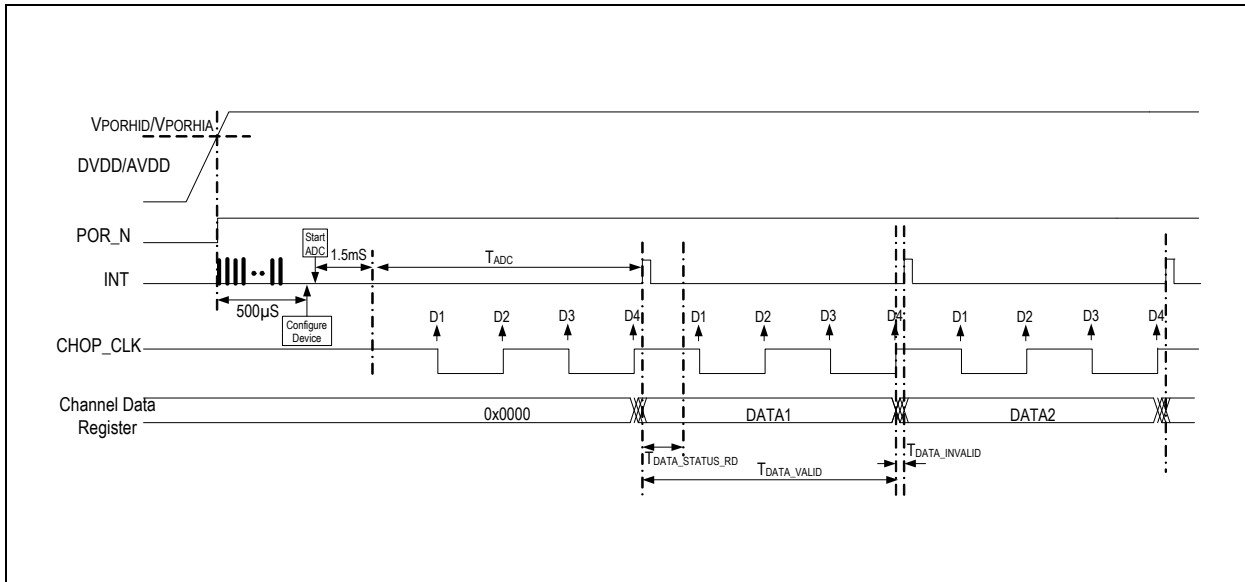 VPORHID/VPORHIA
DVDD/AVDD
POR_N
Start
ADC
1.5mS
TADC
INT
500µS
Configure
Device
D1 D2 D3 D4 D1 D2 D3 D4 D1 D2 D3 D4
CHOP_CLK
Channel Data
Register
0x0000 DATA1 DATA2
TDATA_STATUS_RD
TDATA_VALID
TDATA_INVALID